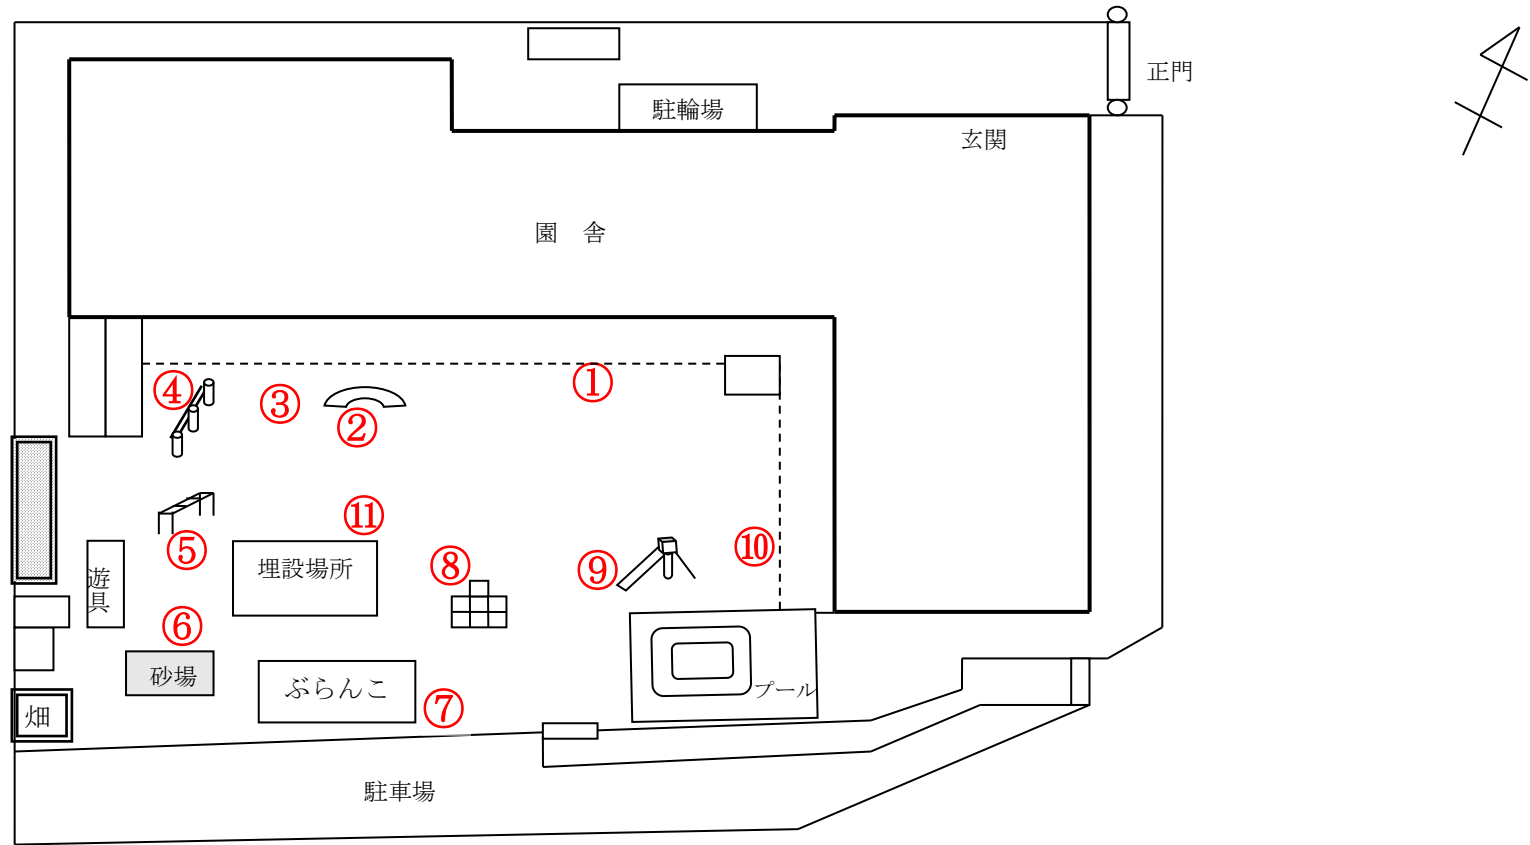 正門
駐輪場
玄関
園　舎
①
④
③
②
⑪
⑤
埋設場所
⑧
⑨
⑩
遊具
⑥
砂場
ぶらんこ
プール
⑦
畑
駐車場